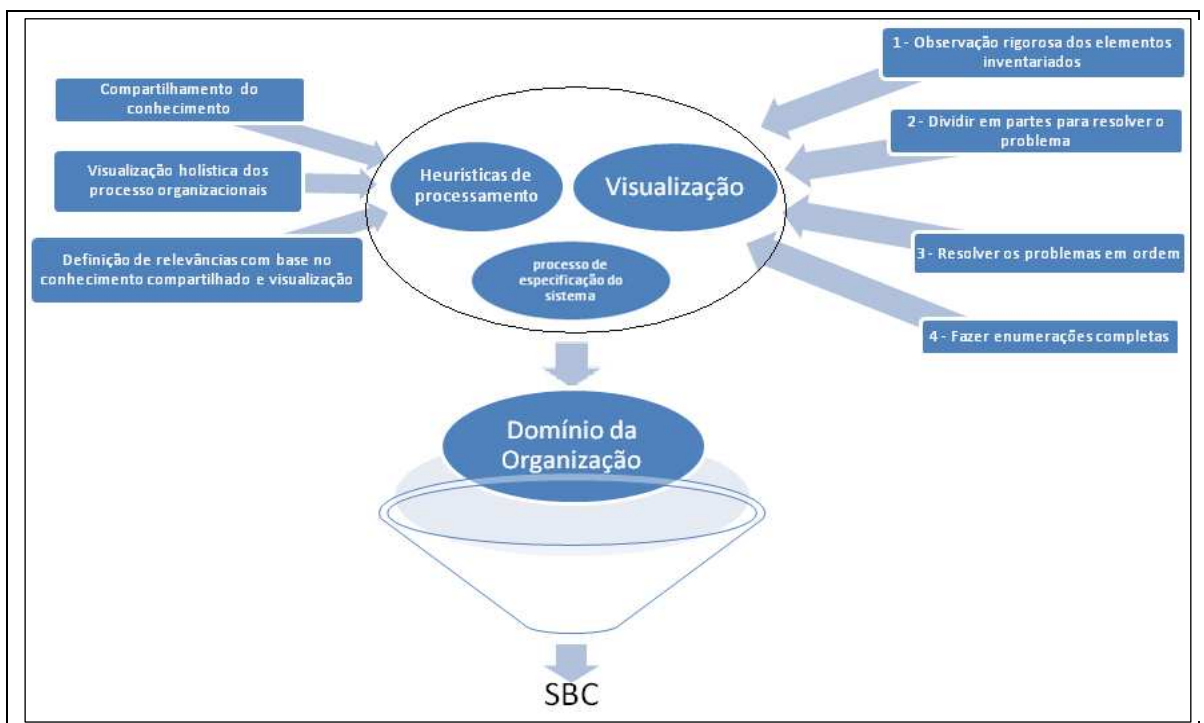 Compartilhamento do
conhecimento
Visualização holística dos
processo organizacionais
Definição de relevâncias com base no
conhecimento compartilhado e visualização
Heurísticas de
processamento
Visualização
processo de
especificação do
sistema
1 - Observação rigorosa dos elementos
inventariados
2 - Dividir em partes para resolver o
problema
3 - Resolver os problemas em ordem
4 - Fazer enumerações completas
Domínio da
Organização
SBC